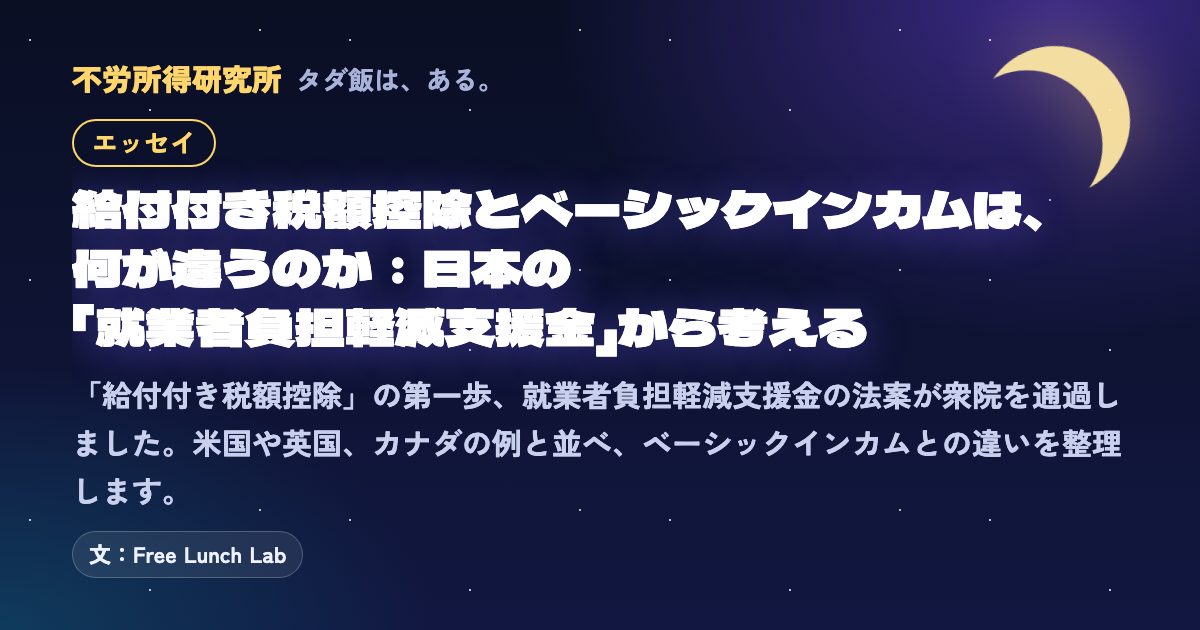 不労所得研究所 タダ飯は、ある。
エッセイ
給付付き税額控除とベーシックインカムは、
何が違うのか：日本の
「就業者負担軽減支援金」から考える
「給付付き税額控除」の第一歩、就業者負担軽減支援金の法案が衆院を通過し
ました。米国や英国、カナダの例と並べ、ベーシックインカムとの違いを整理
します。
文：Free Lunch Lab